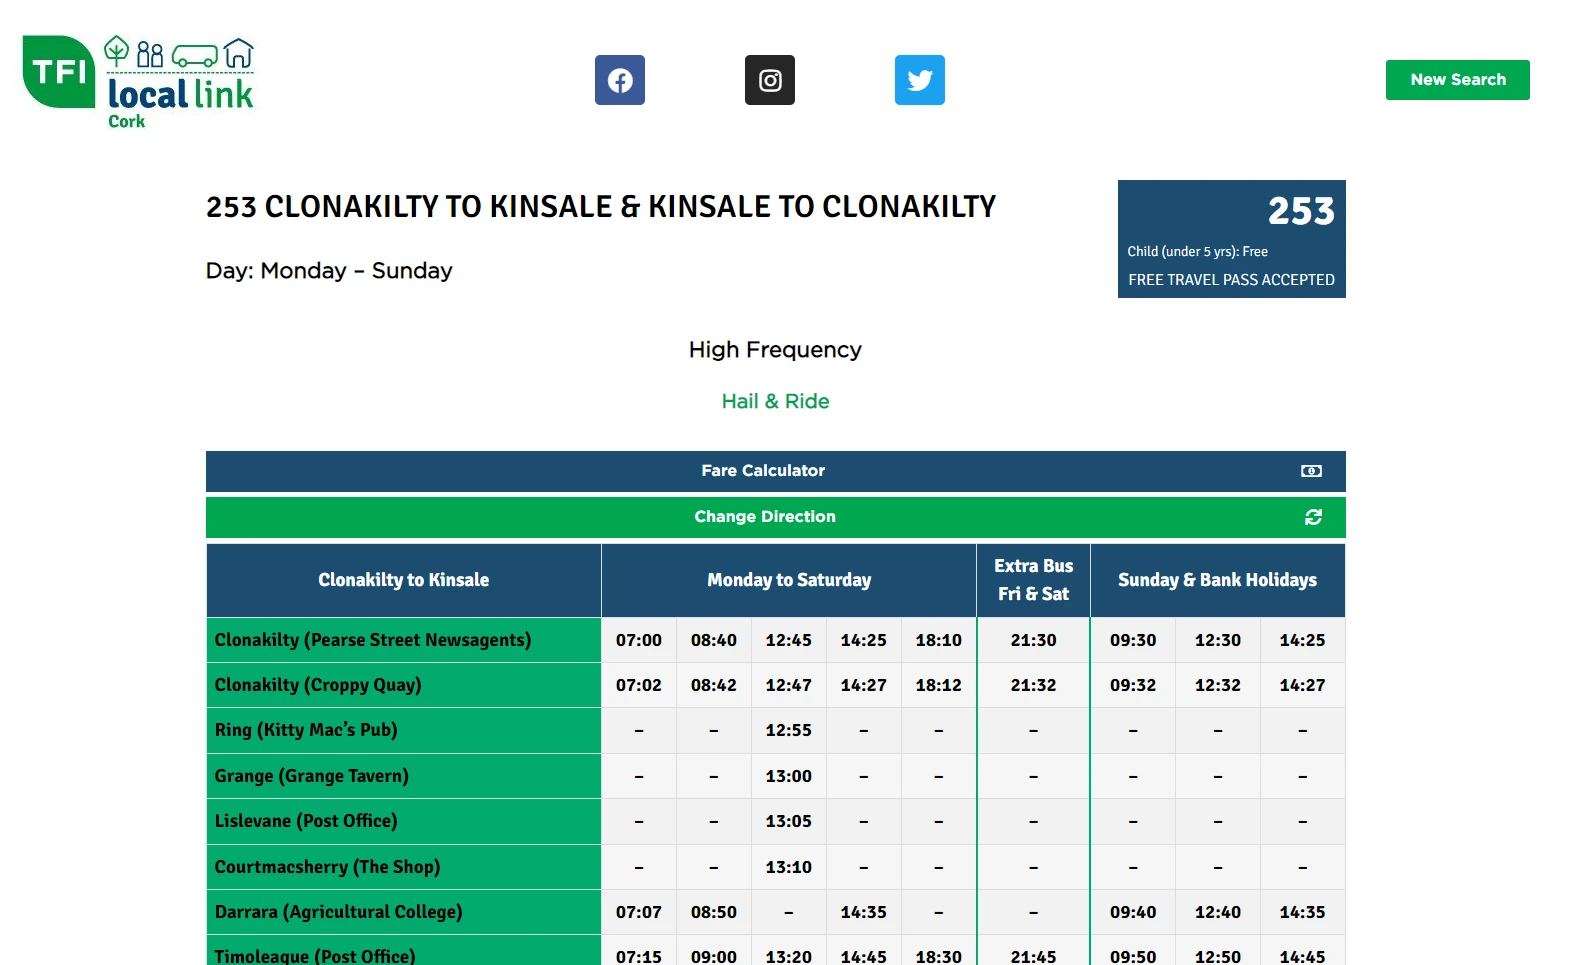 TFI
local link
Cork
New Search
253 CLONAKILTY TO KINSALE & KINSALE TO CLONAKILTY
Day: Monday – Sunday
253
Child (under 5 yrs): Free
FREE TRAVEL PASS ACCEPTED
High Frequency
Hail & Ride
Fare Calculator
Change Direction
Clonakilty to Kinsale Monday to Saturday Extra Bus Fri & Sat Sunday & Bank Holidays
Clonakilty (Pearse Street Newsagents) 07:00 08:40 12:45 14:25 18:10 21:30 09:30 12:30 14:25
Clonakilty (Croppy Quay) 07:02 08:42 12:47 14:27 18:12 21:32 09:32 12:32 14:27
Ring (Kitty Mac’s Pub) – – 12:55 – – – – – –
Grange (Grange Tavern) – – 13:00 – – – – – –
Lislevane (Post Office) – – 13:05 – – – – – –
Courtmacsherry (The Shop) – – 13:10 – – – – – –
Darrara (Agricultural College) 07:07 08:50 – 14:35 – – 09:40 12:40 14:35
Timoleague (Post Office) 07:15 09:00 13:20 14:45 18:30 21:45 09:50 12:50 14:45